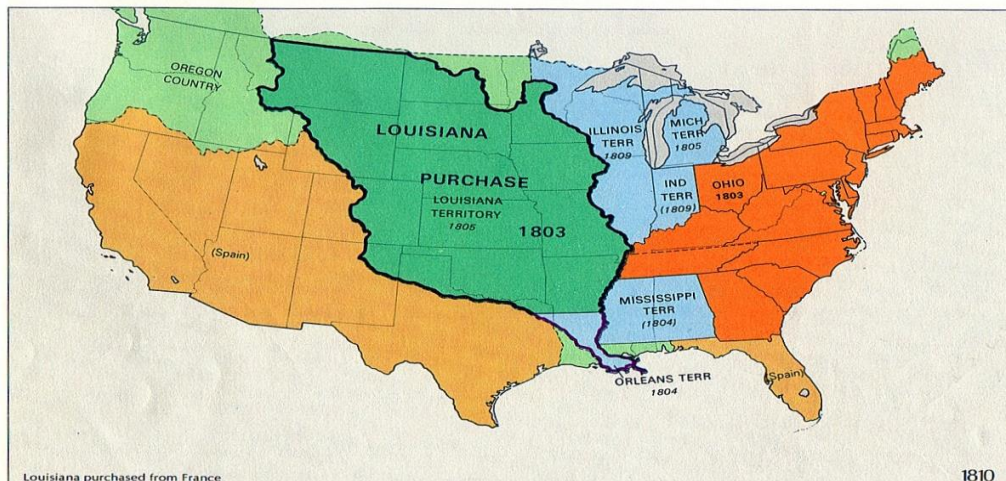 OREGON
COUNTRY
LOUISIANA
PURCHASE
LOUISIANA
TERRITORY
1805
1803
ILLINOIS
TERR
1809
MICH
TERR
1805
IND
TERR
(1809)
OHIO
1803
(Spain)
MISSISSIPPI
TERR
(1804)
(Spain)
ORLEANS TERR
1804
Louisiana purchased from France
1810